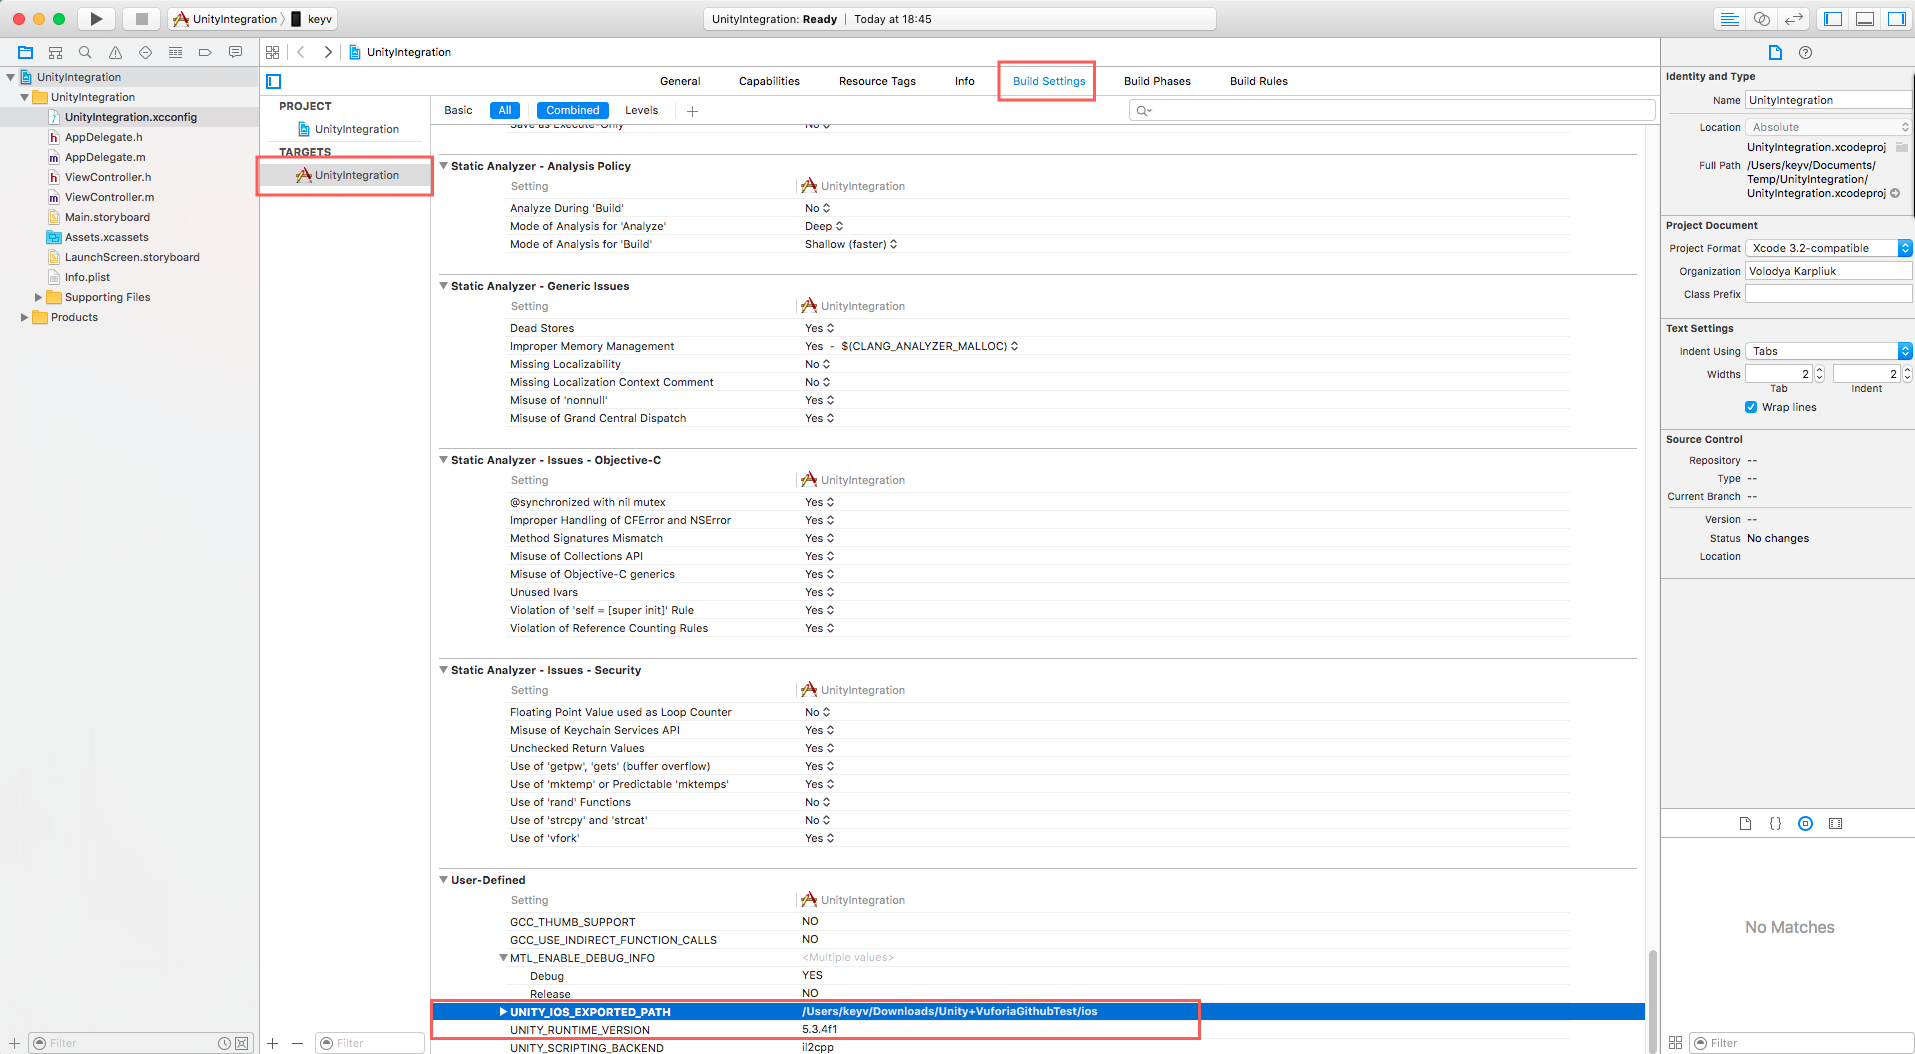 UnityIntegration
keyv
UnityIntegration: Ready | Today at 18:45
UnityIntegration
UnityIntegration
UnityIntegration
UnityIntegration.xcconfig
AppDelegate.h
AppDelegate.m
ViewController.h
ViewController.m
Main.storyboard
Assets.xcassets
LaunchScreen.storyboard
Info.plist
Supporting Files
Products
Filter
General Capabilities Resource Tags Info Build Settings Build Phases Build Rules
PROJECT
UnityIntegration
TARGETS
UnityIntegration
Filter
Basic All Combined Levels
Save as Execute-Only No
Static Analyzer - Analysis Policy
Setting UnityIntegration
Analyze During 'Build' No
Mode of Analysis for 'Analyze' Deep
Mode of Analysis for 'Build' Shallow (faster)
Static Analyzer - Generic Issues
Setting UnityIntegration
Dead Stores Yes
Improper Memory Management Yes - $(CLANG_ANALYZER_MALLOC)
Missing Localizability No
Missing Localization Context Comment No
Misuse of 'nonnull' Yes
Misuse of Grand Central Dispatch Yes
Static Analyzer - Issues - Objective-C
Setting UnityIntegration
@synchronized with nil mutex Yes
Improper Handling of CFError and NSError Yes
Method Signatures Mismatch Yes
Misuse of Collections API Yes
Misuse of Objective-C generics Yes
Unused Ivars Yes
Violation of 'self = [super init]' Rule Yes
Violation of Reference Counting Rules Yes
Static Analyzer - Issues - Security
Setting UnityIntegration
Floating Point Value used as Loop Counter No
Misuse of Keychain Services API Yes
Unchecked Return Values Yes
Use of 'getpw', 'gets' (buffer overflow) Yes
Use of 'mktemp' or Predictable 'mktemps' Yes
Use of 'rand' Functions No
Use of 'strcpy' and 'strcat' No
Use of 'vfork' Yes
User-Defined
Setting UnityIntegration
GCC_THUMB_SUPPORT NO
GCC_USE_INDIRECT_FUNCTION_CALLS NO
MTL_ENABLE_DEBUG_INFO <Multiple values>
Debug YES
Release NO
UNITY_IOS_EXPORTED_PATH /Users/keyv/Downloads/Unity+VuforiaGithubTest/ios
UNITY_RUNTIME_VERSION 5.3.4f1
UNITY_SCRIPTING_BACKEND il2cpp
Identity and Type
Name UnityIntegration
Location Absolute
UnityIntegration.xcodeproj
Full Path /Users/keyv/Documents/
Temp/UnityIntegration/
UnityIntegration.xcodeproj
Project Document
Project Format Xcode 3.2-compatible
Organization Volodya Karpliuk
Class Prefix
Text Settings
Indent Using Tabs
Widths 2 2
Tab Indent
Wrap lines
Source Control
Repository --
Type --
Current Branch --
Version --
Status No changes
Location
No Matches
Filter